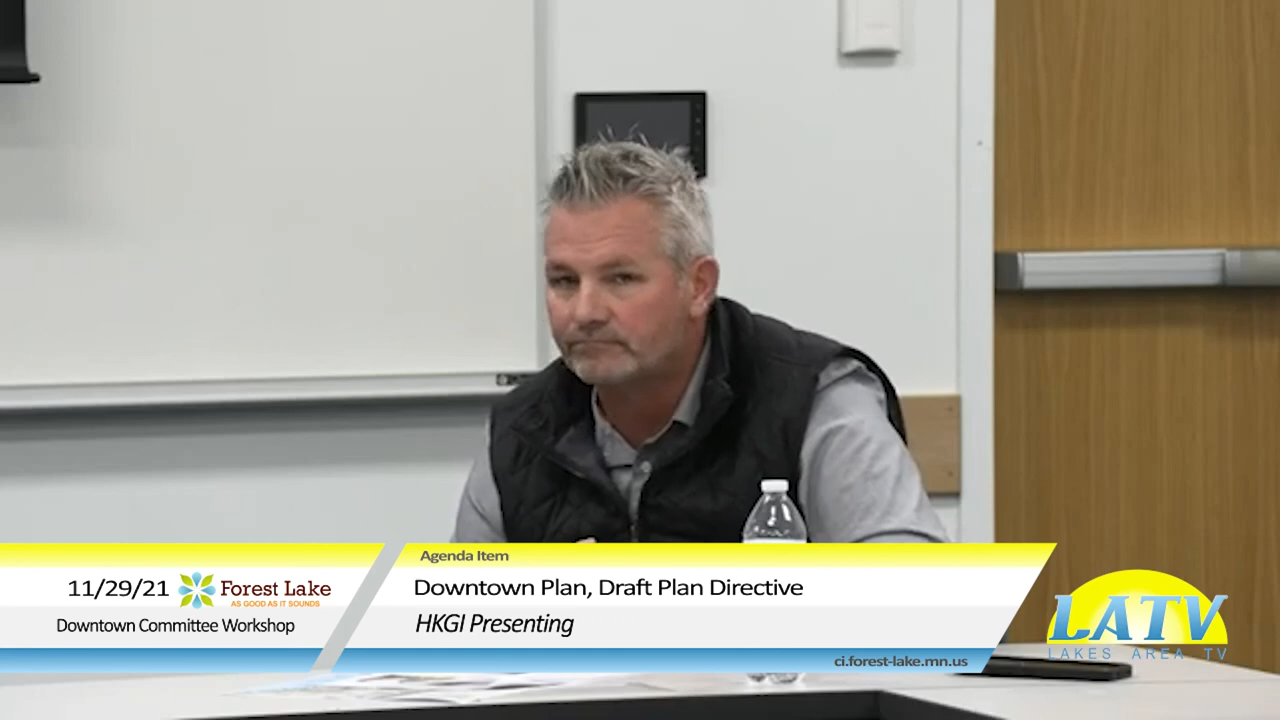 Agenda Item
11/29/21
Forest Lake
AS GOOD AS IT SOUNDS
Downtown Plan, Draft Plan Directive
Downtown Committee Workshop
HKGI Presenting
ci.forest-lake.mn.us
LATV
LAKES AREA TV